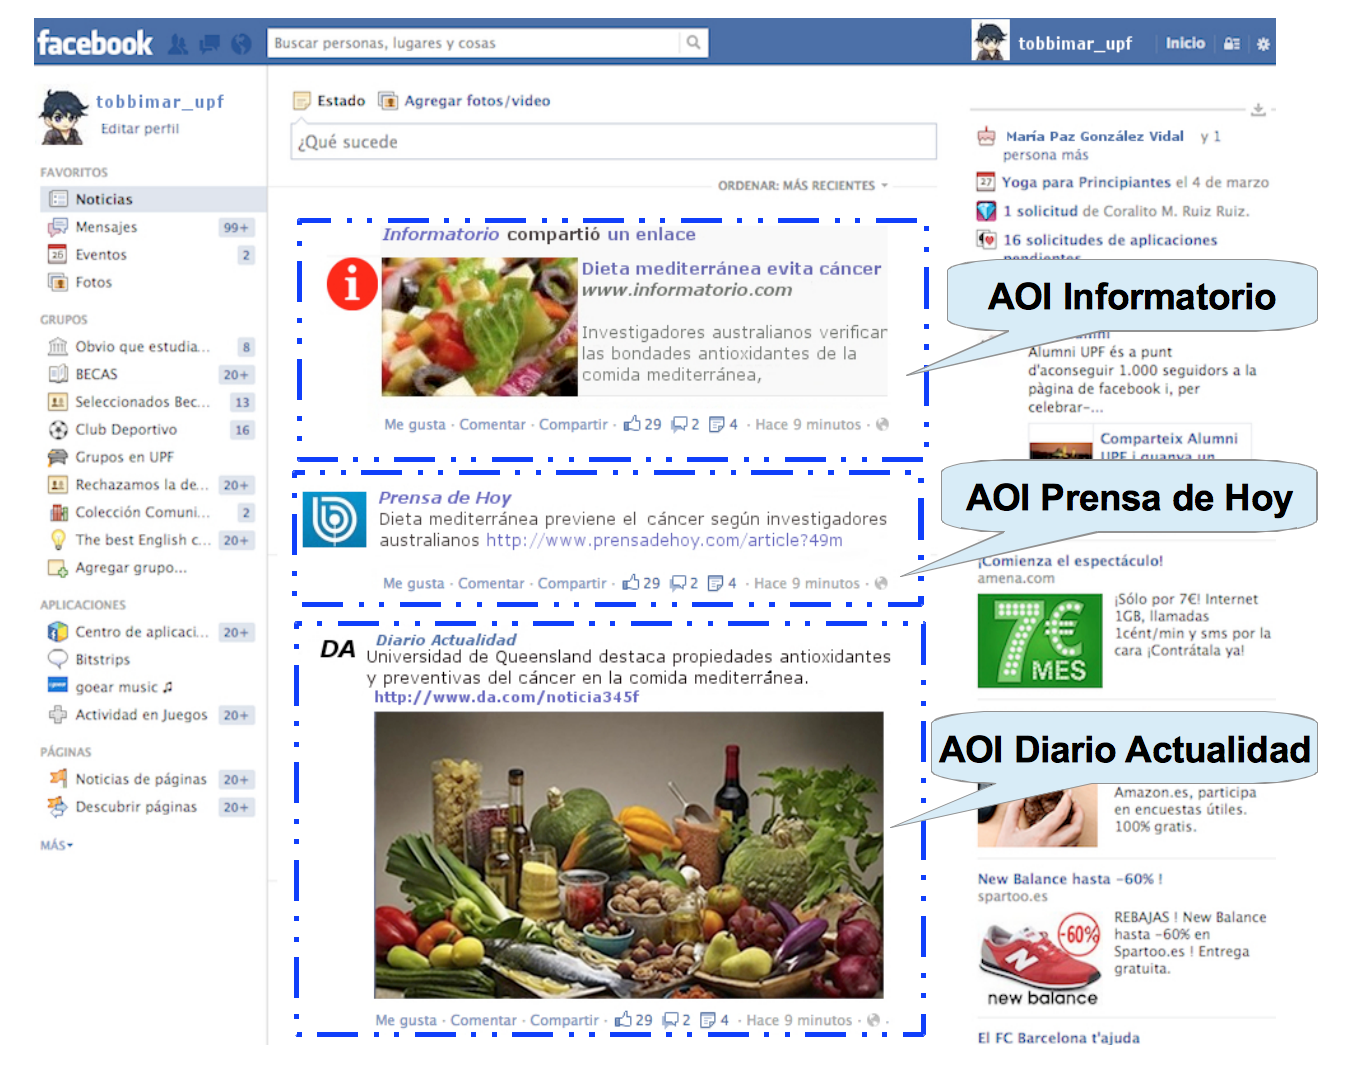 facebook
Buscar personas, lugares y cosas
tobbimar_upf
Inicio
tobbimar_upf
Editar perfil
FAVORITOS
Noticias
Mensajes 99+
26
Eventos 2
Fotos
GRUPOS
Obvio que estudia... 8
BECAS 20+
Seleccionados Bec... 13
Club Deportivo 16
Grupos en UPF
Rechazamos la de... 20+
Colección Comuni... 2
The best English c... 20+
Agregar grupo...
APLICACIONES
Centro de aplicaci... 20+
Bitstrips
goear music ♫
Actividad en Juegos 20+
PÁGINAS
Noticias de páginas 20+
Descubrir páginas 20+
MÁS
Estado Agregar fotos/video
¿Qué sucede
ORDENAR: MÁS RECIENTES
Informatorio compartió un enlace
i
Dieta mediterránea evita cáncer
www.informatorio.com
Investigadores australianos verificar
las bondades antioxidantes de la
comida mediterránea,
Me gusta · Comentar · Compartir · 29 2 4 · Hace 9 minutos ·
Prensa de Hoy
Dieta mediterránea previene el cáncer según investigadores
australianos http://www.prensadehoy.com/article?49m
Me gusta · Comentar · Compartir · 29 2 4 · Hace 9 minutos ·
DA
Diario Actualidad
Universidad de Queensland destaca propiedades antioxidantes
y preventivas del cáncer en la comida mediterránea.
http://www.da.com/noticia345f
Me gusta · Comentar · Compartir · 29 2 4 · Hace 9 minutos ·
María Paz González Vidal y 1
persona más
27
Yoga para Principiantes el 4 de marzo
1 solicitud de Coralito M. Ruiz Ruiz.
16 solicitudes de aplicaciones
pendientes
AOI Informatorio
Alumni UPF és a punt
d'aconseguir 1.000 seguidors a la
pàgina de facebook i, per
celebrar-...
Comparteix Alumni
UPF i guanya un
AOI Prensa de Hoy
¡Comienza el espectáculo!
amena.com
7€
MES
¡Sólo por 7€! Internet
1GB, llamadas
1cént/min y sms por la
cara ¡Contrátala ya!
AOI Diario Actualidad
Amazon.es, participa
en encuestas útiles.
100% gratis.
New Balance hasta -60% !
spartoo.es
-60%
N
new balance
REBAJAS ! New Balance
hasta -60% en
Spartoo.es ! Entrega
gratuita.
El FC Barcelona t'ajuda